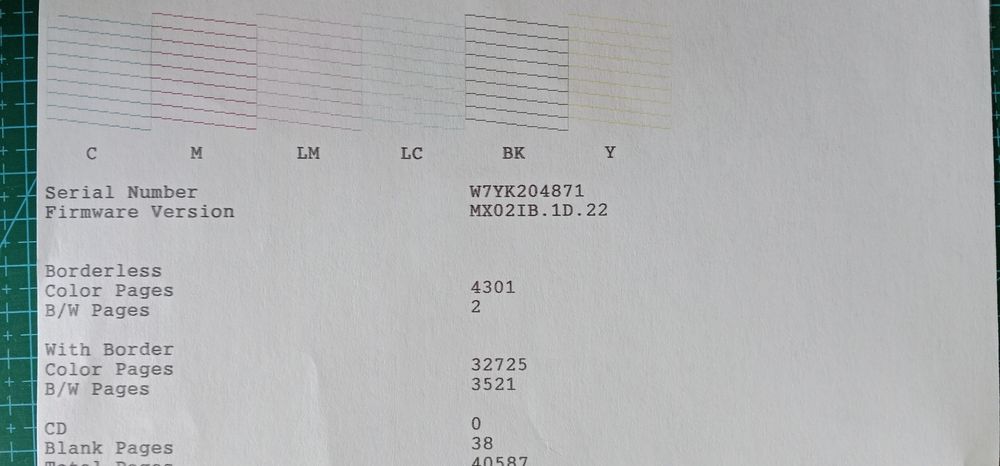 C M LM LC BK Y
Serial Number W7YK204871
Firmware Version MX02IB.1D.22
Borderless
Color Pages 4301
B/W Pages 2
With Border
Color Pages 32725
B/W Pages 3521
CD 0
Blank Pages 38
Total Pages 40587